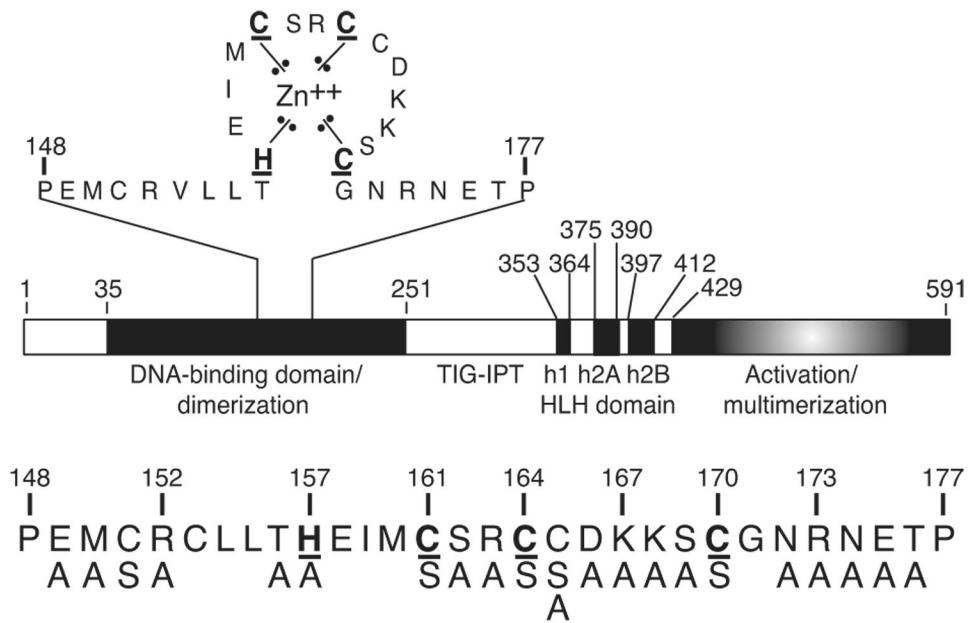 C S R C
M C
I Zn++ D
E K
K
148 H C S 177
P E M C R V L L T G N R N E T P
375 390
353 364 397 412
1 35 251 429 591
DNA-binding domain/ TIG-IPT h1 h2A h2B Activation/
dimerization HLH domain multimerization
148 152 157 161 164 167 170 173 177
P E M C R C L L T H E I M C S R C C D K K S C G N R N E T P
A A S A A A S A A S S A A A A S A A A A A
A